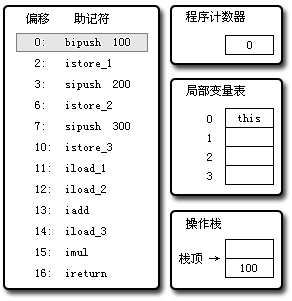 偏移 助记符
0: bipush 100
2: istore_1
3: sipush 200
6: istore_2
7: sipush 300
10: istore_3
11: iload_1
12: iload_2
13: iadd
14: iload_3
15: imul
16: ireturn
程序计数器
0
局部变量表
0 this
1
2
3
操作栈
栈顶 →
100